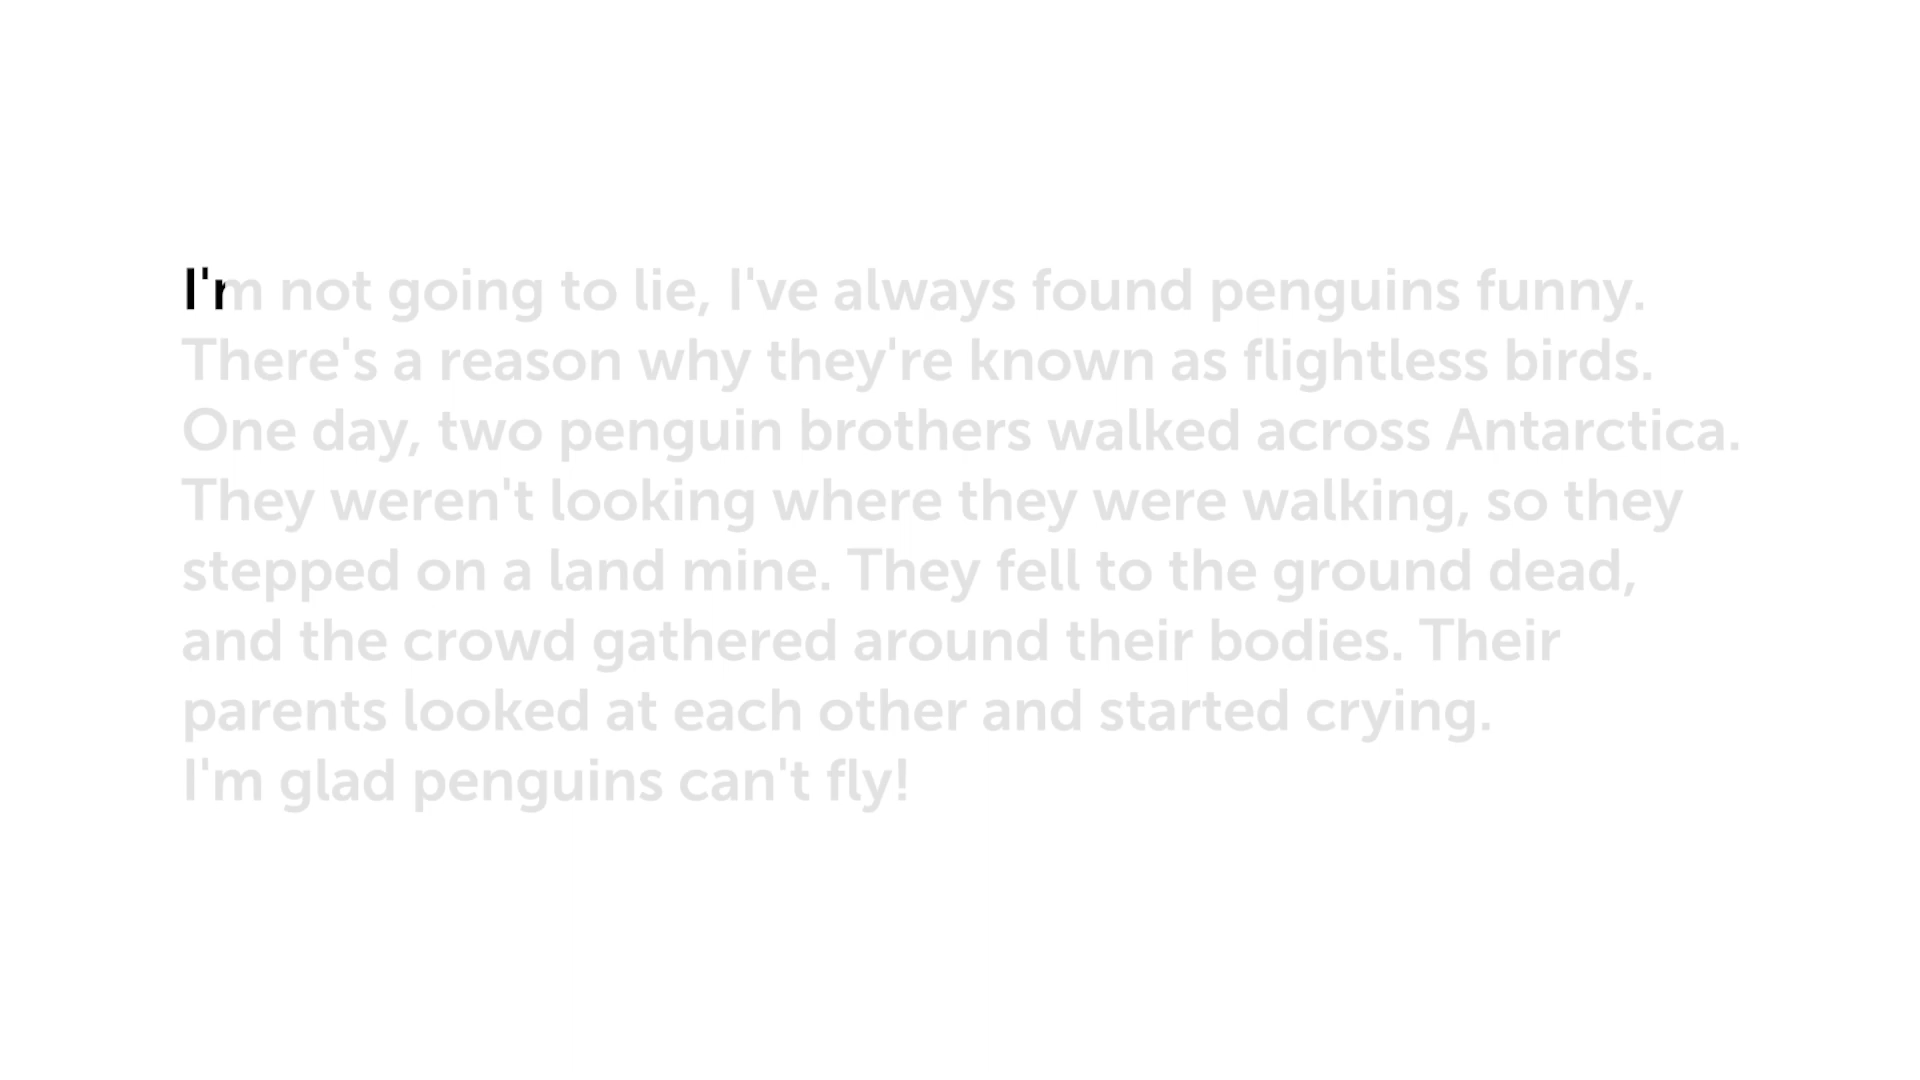 I'm not going to lie, I've always found penguins funny.
There's a reason why they're known as flightless birds.
One day, two penguin brothers walked across Antarctica.
They weren't looking where they were walking, so they
stepped on a land mine. They fell to the ground dead,
and the crowd gathered around their bodies. Their
parents looked at each other and started crying.
I'm glad penguins can't fly!